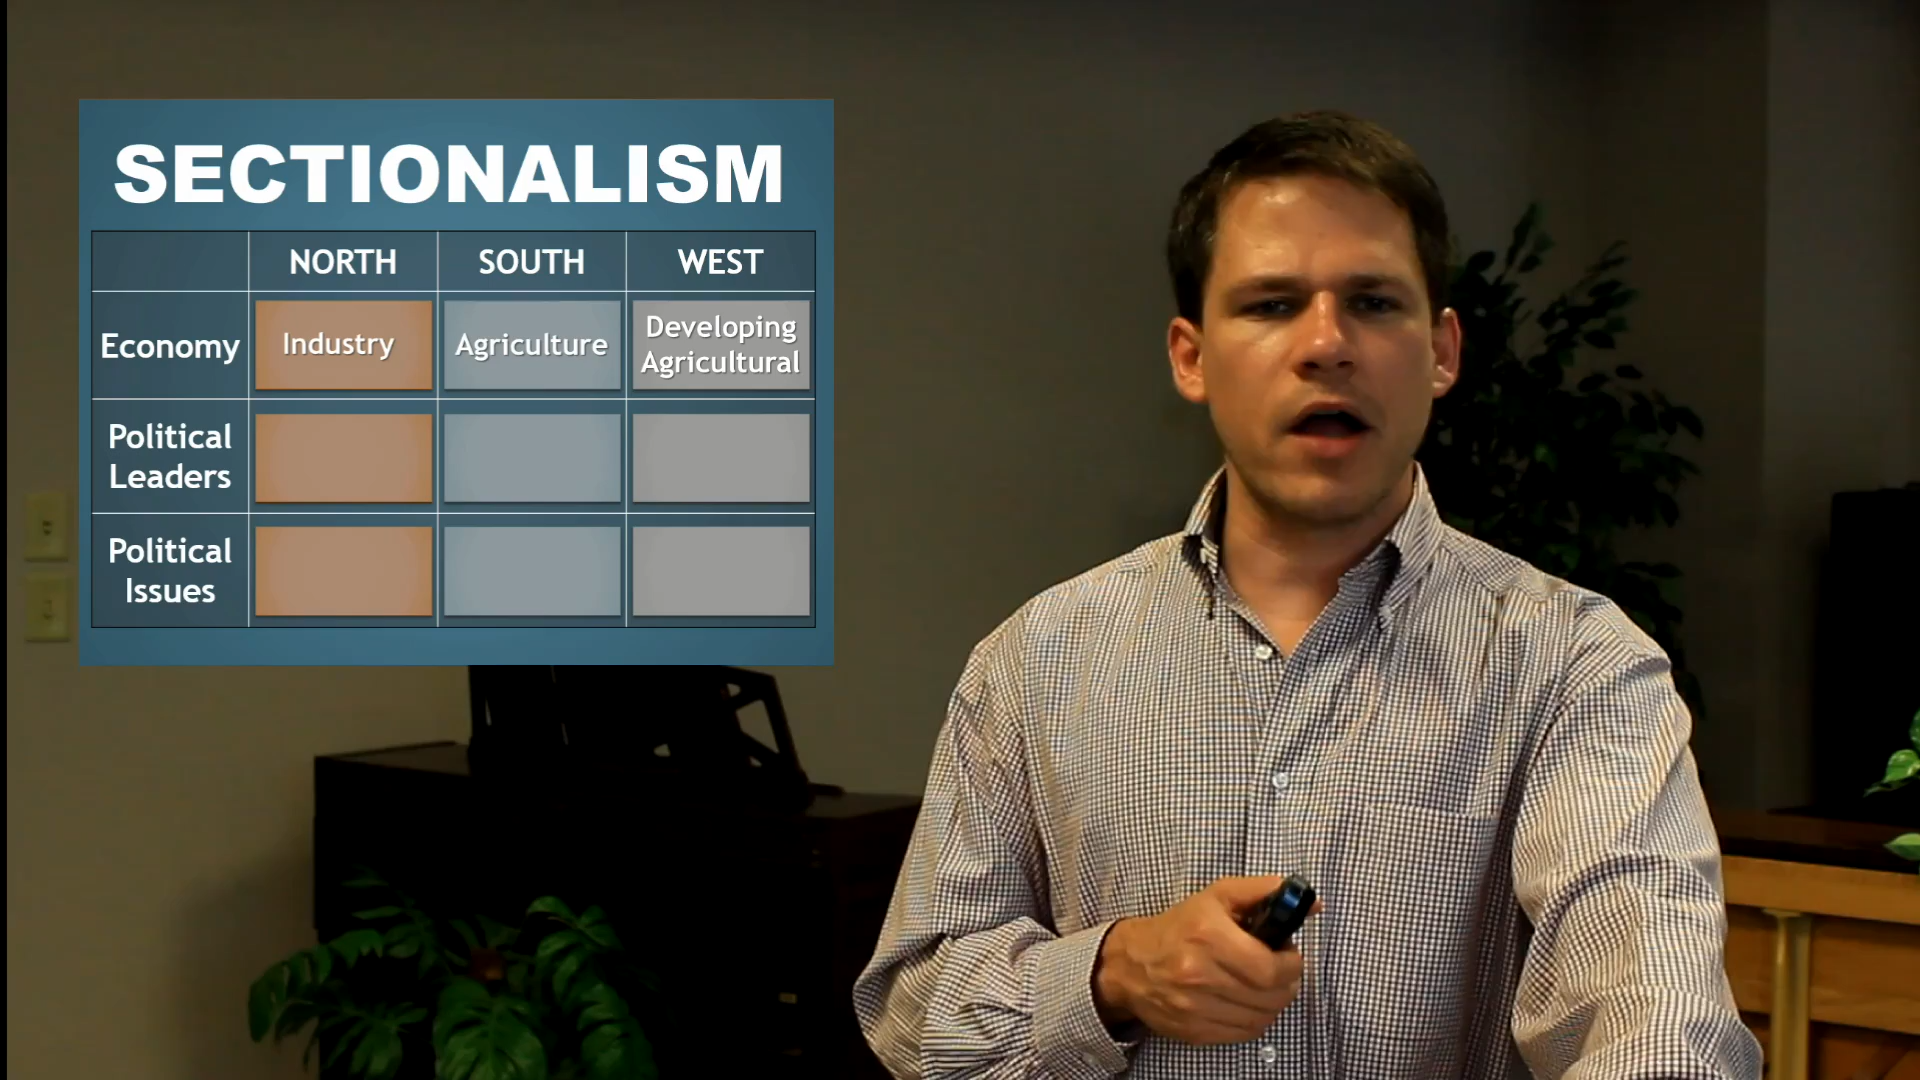 SECTIONALISM
NORTH SOUTH WEST
Economy Industry Agriculture Developing Agricultural
Political Leaders
Political Issues